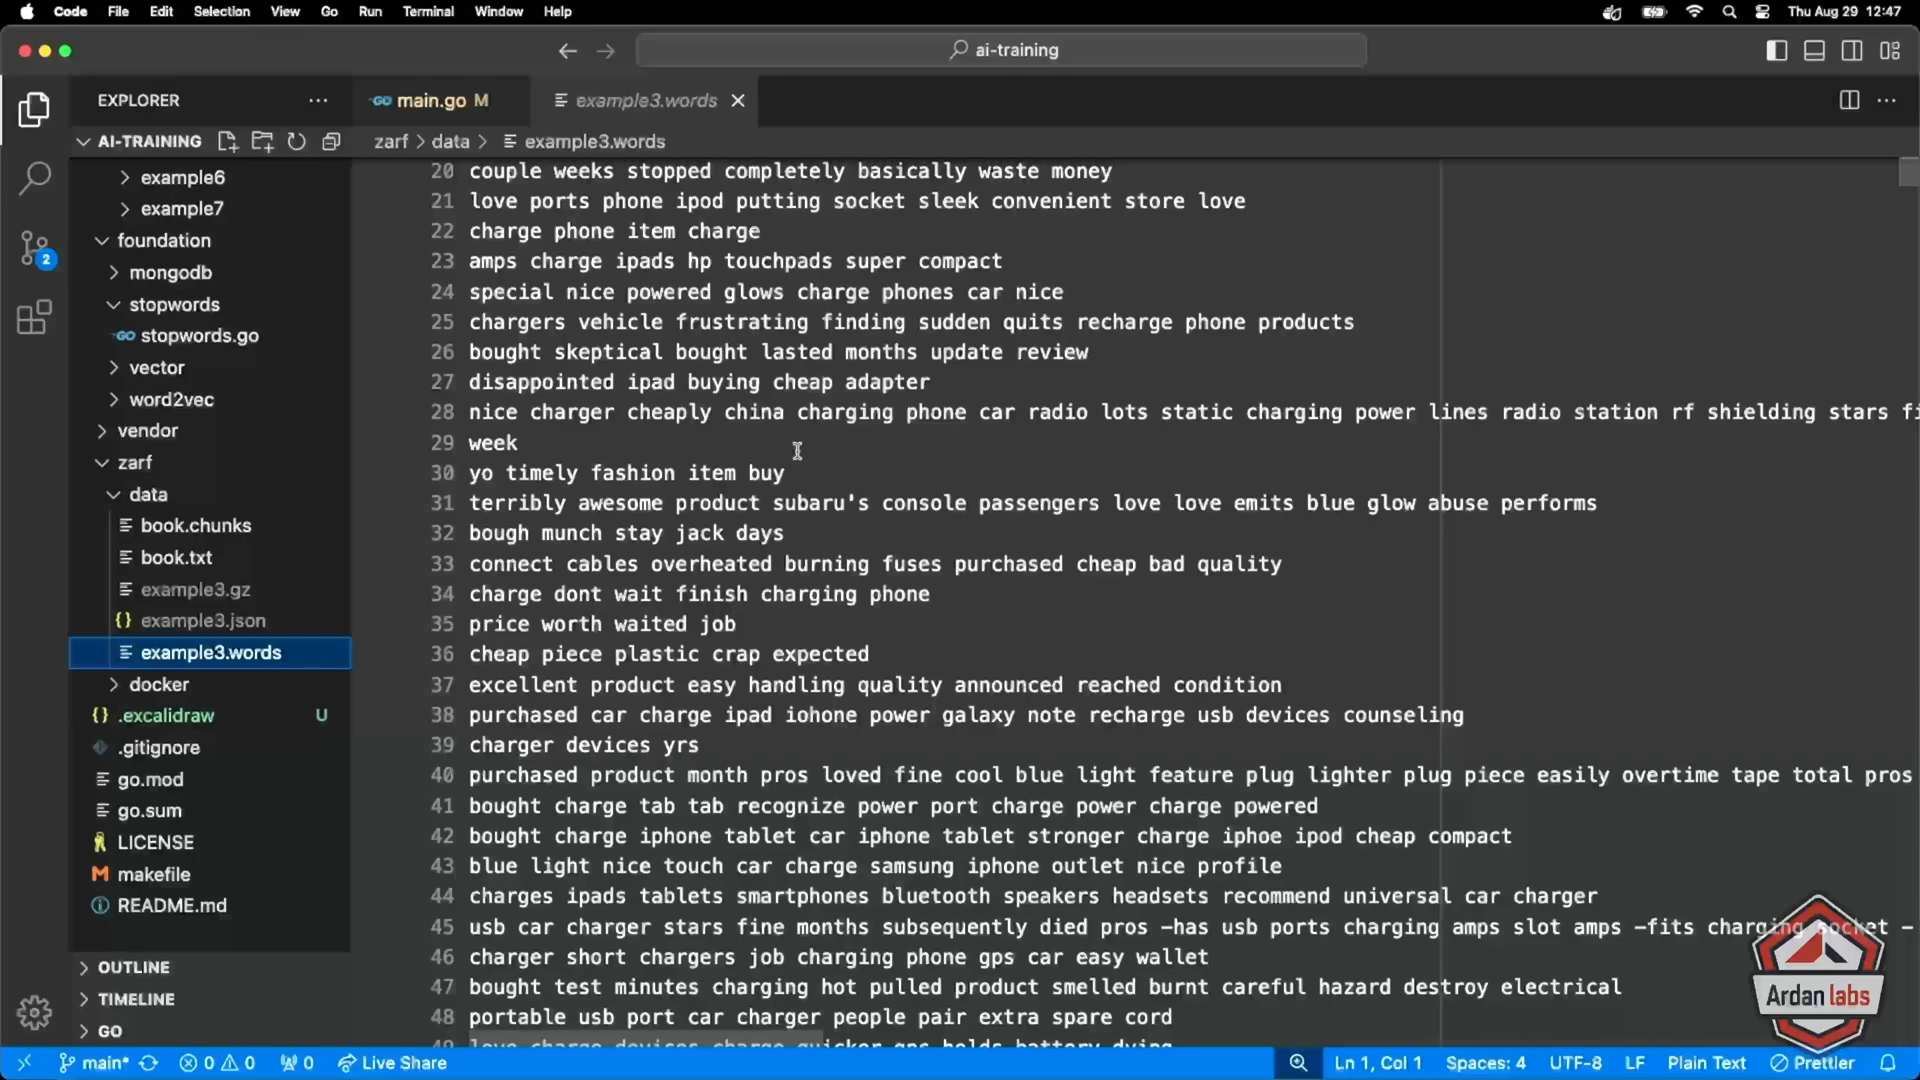 Code File Edit Selection View Go Run Terminal Window Help Thu Aug 29 12:47
ai-training
EXPLORER
main.go M
example3.words
AI-TRAINING
zarf > data > example3.words
example6
example7
foundation
mongodb
stopwords
stopwords.go
vector
word2vec
vendor
zarf
data
book.chunks
book.txt
example3.gz
example3.json
example3.words
docker
.excalidraw U
.gitignore
go.mod
go.sum
LICENSE
makefile
README.md
OUTLINE
TIMELINE
GO
2
20 couple weeks stopped completely basically waste money
21 love ports phone ipod putting socket sleek convenient store love
22 charge phone item charge
23 amps charge ipads hp touchpads super compact
24 special nice powered glows charge phones car nice
25 chargers vehicle frustrating finding sudden quits recharge phone products
26 bought skeptical bought lasted months update review
27 disappointed ipad buying cheap adapter
28 nice charger cheaply china charging phone car radio lots static charging power lines radio station rf shielding stars fi
29 week
30 yo timely fashion item buy
31 terribly awesome product subaru's console passengers love love emits blue glow abuse performs
32 bough munch stay jack days
33 connect cables overheated burning fuses purchased cheap bad quality
34 charge dont wait finish charging phone
35 price worth waited job
36 cheap piece plastic crap expected
37 excellent product easy handling quality announced reached condition
38 purchased car charge ipad iohone power galaxy note recharge usb devices counseling
39 charger devices yrs
40 purchased product month pros loved fine cool blue light feature plug lighter plug piece easily overtime tape total pros
41 bought charge tab tab recognize power port charge power charge powered
42 bought charge iphone tablet car iphone tablet stronger charge iphoe ipod cheap compact
43 blue light nice touch car charge samsung iphone outlet nice profile
44 charges ipads tablets smartphones bluetooth speakers headsets recommend universal car charger
45 usb car charger stars fine months subsequently died pros -has usb ports charging amps slot amps -fits charging socket -
46 charger short chargers job charging phone gps car easy wallet
47 bought test minutes charging hot pulled product smelled burnt careful hazard destroy electrical
48 portable usb port car charger people pair extra spare cord
49 love charge devices charge quicker gps holds battery dying
Ardan labs
main* 0 0 0 Live Share Ln 1, Col 1 Spaces: 4 UTF-8 LF Plain Text Prettier